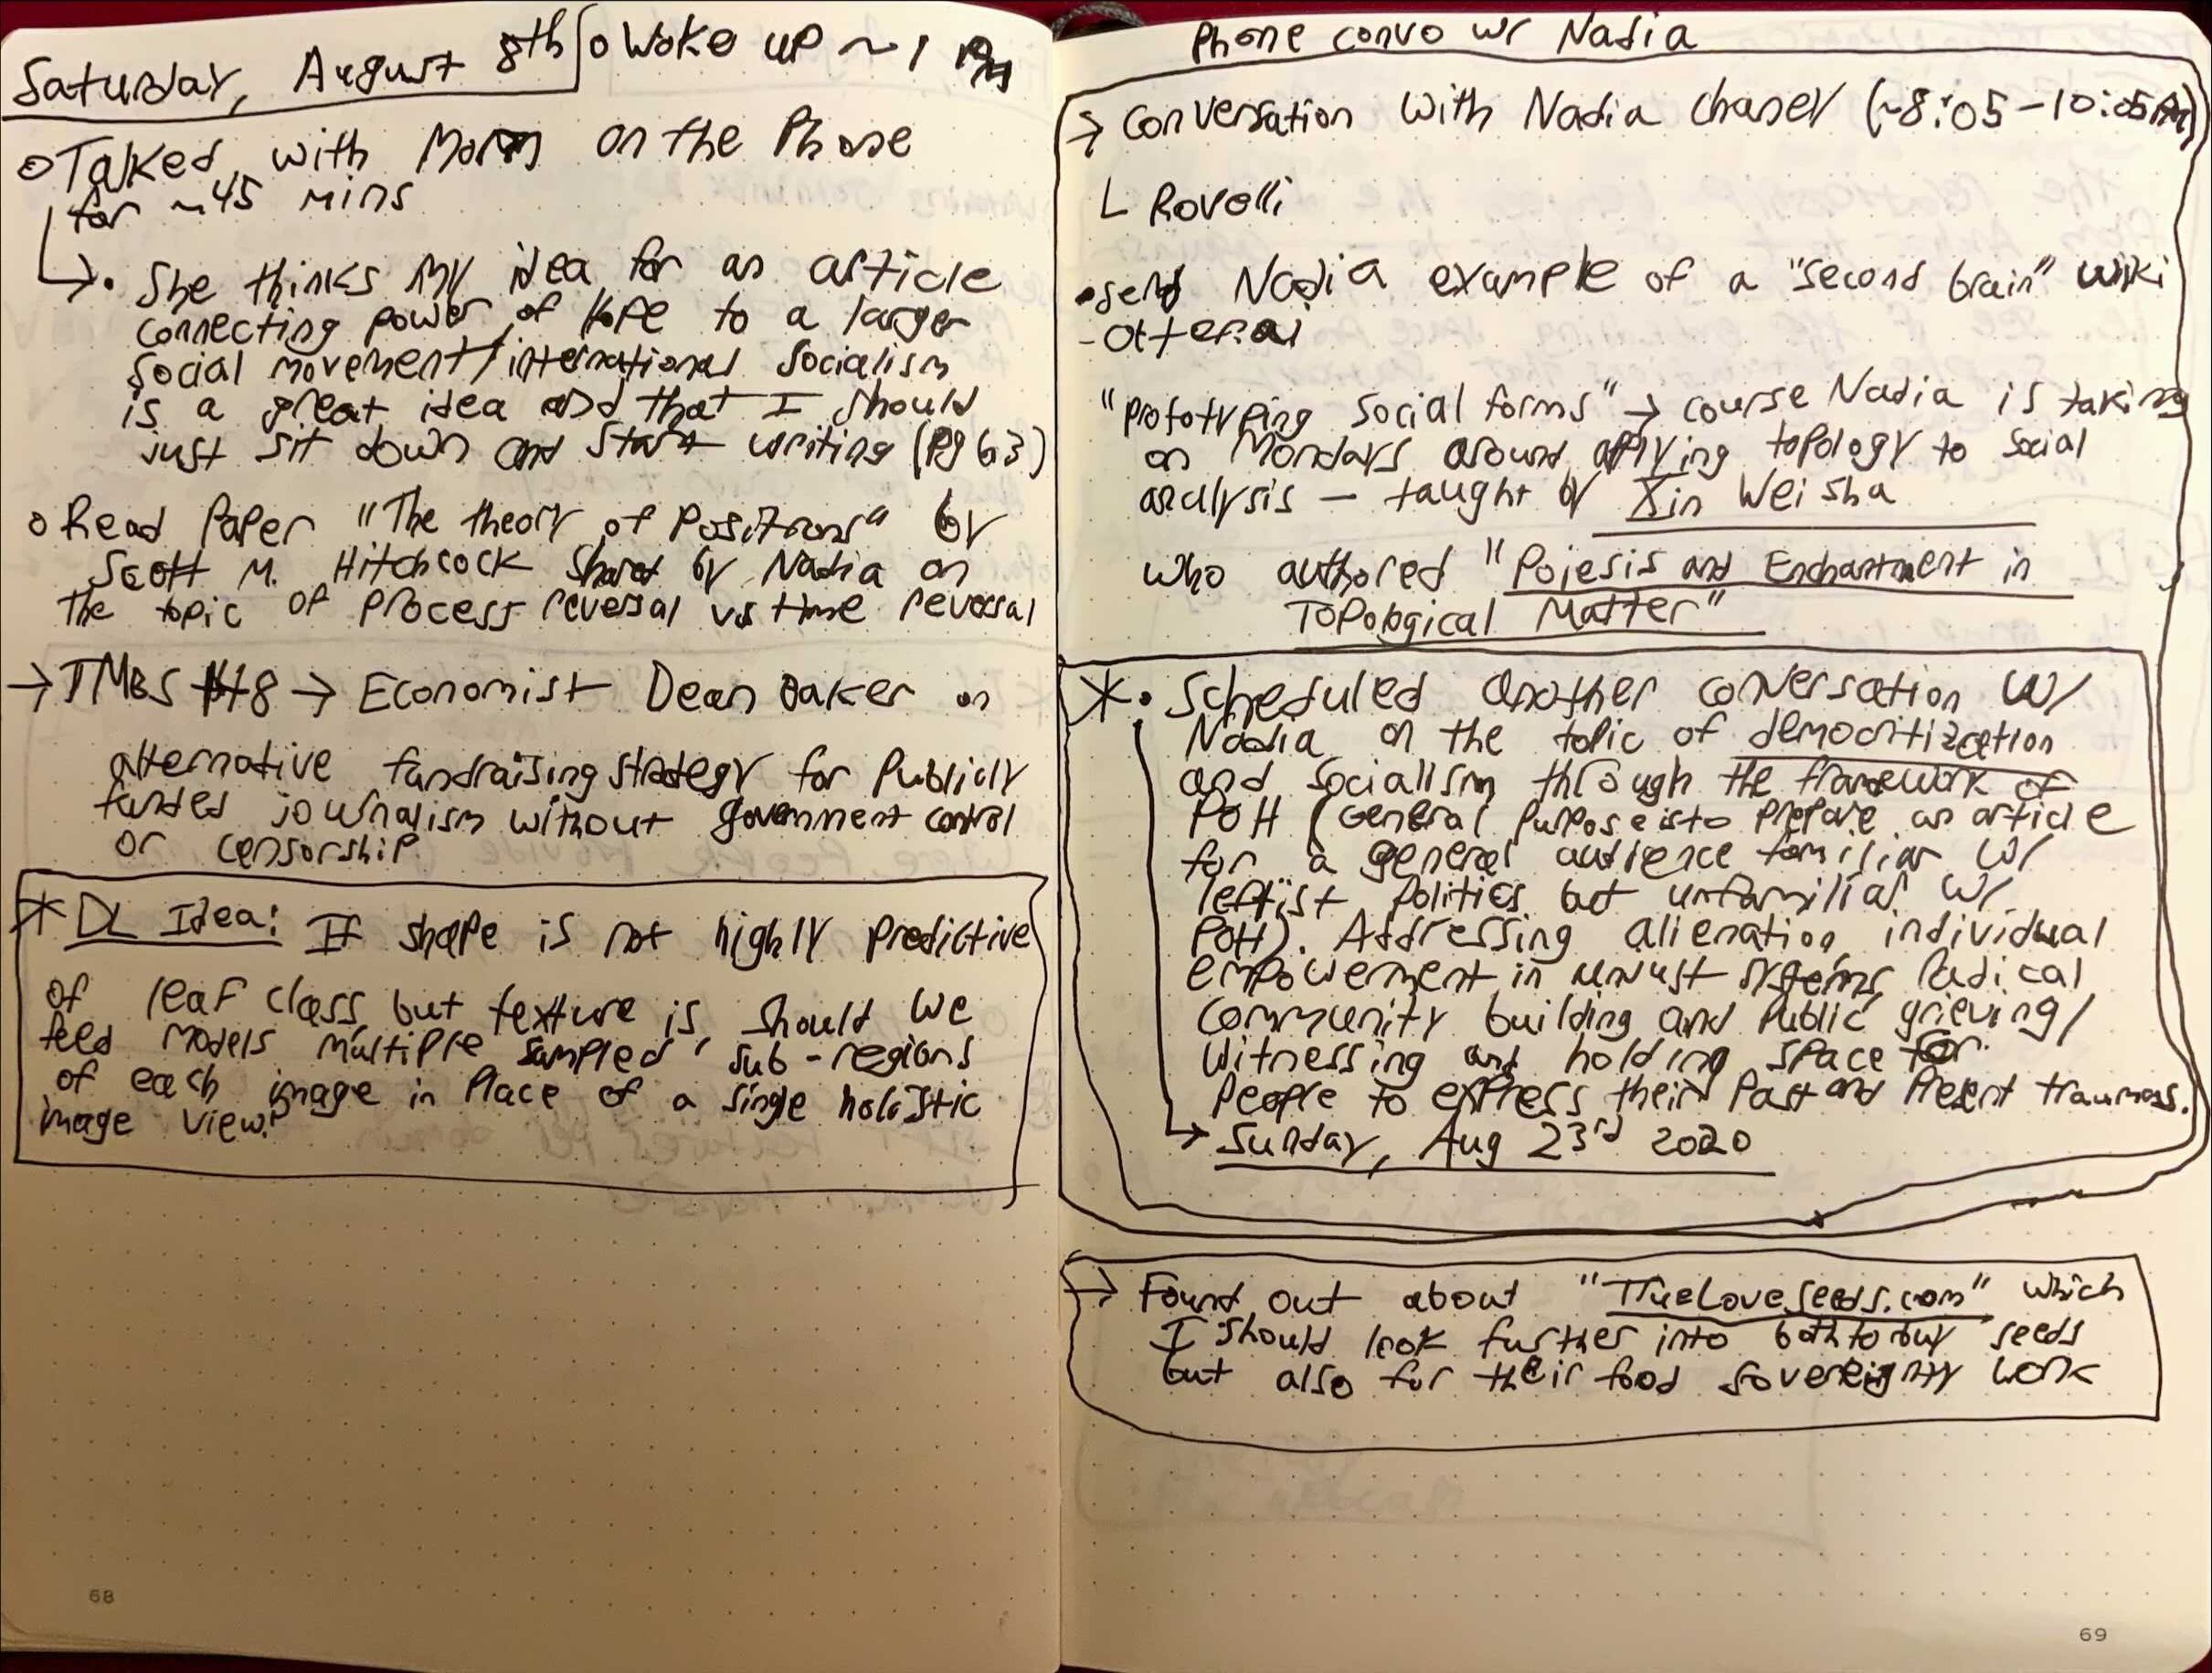 Saturday, August 8th
o Woke up ~ 1 PM
o Talked with Mom on the Phone
for ~45 mins
↳ • She thinks my idea for an article
connecting power of hope to a larger
social movement/international socialism
is a great idea and that I should
just sit down and start writing (Pg 63)
o Read Paper "The theory of Positrons" by
Scott M. Hitchcock Shared by Nadia on
the topic of process reversal vs time reversal
→ TMBS #48 → Economist Dean Baker on
alternative fundraising strategy for Publicly
funded journalism without government control
or censorship.
* DL Idea: If shape is not highly predictive
of leaf class, but texture is, should we
feed models multiple sampled sub-regions
of each image in Place of a single holistic
image view?
68
Phone convo w/ Nadia
→ Conversation with Nadia Chaney (~8:05-10:05PM)
L Rovelli
• send Nadia example of a "second brain" wiki
- otter.ai
"Prototyping Social forms" → course Nadia is taking
on Mondays around applying topology to social
analysis — taught by Xin Wei Sha
who authored "Poiesis and Enchantment in
Topological Matter"
* • Scheduled another conversation w/
Nadia on the topic of democritization
and socialism through the framework of
POH (General Purpose is to prepare an article
for a general audience familiar w/
leftist Politics but unfamiliar w/
POH). Addressing alienation, individual
empowerment in unjust systems, radical
community building and Public grieving/
witnessing and holding space for
People to express their Past and Present traumas.
↳ Sunday, Aug 23rd 2020
→ Found out about "TrueLoveSeeds.com" which
I should look further into both to buy seeds
but also for their food sovereignty work
69